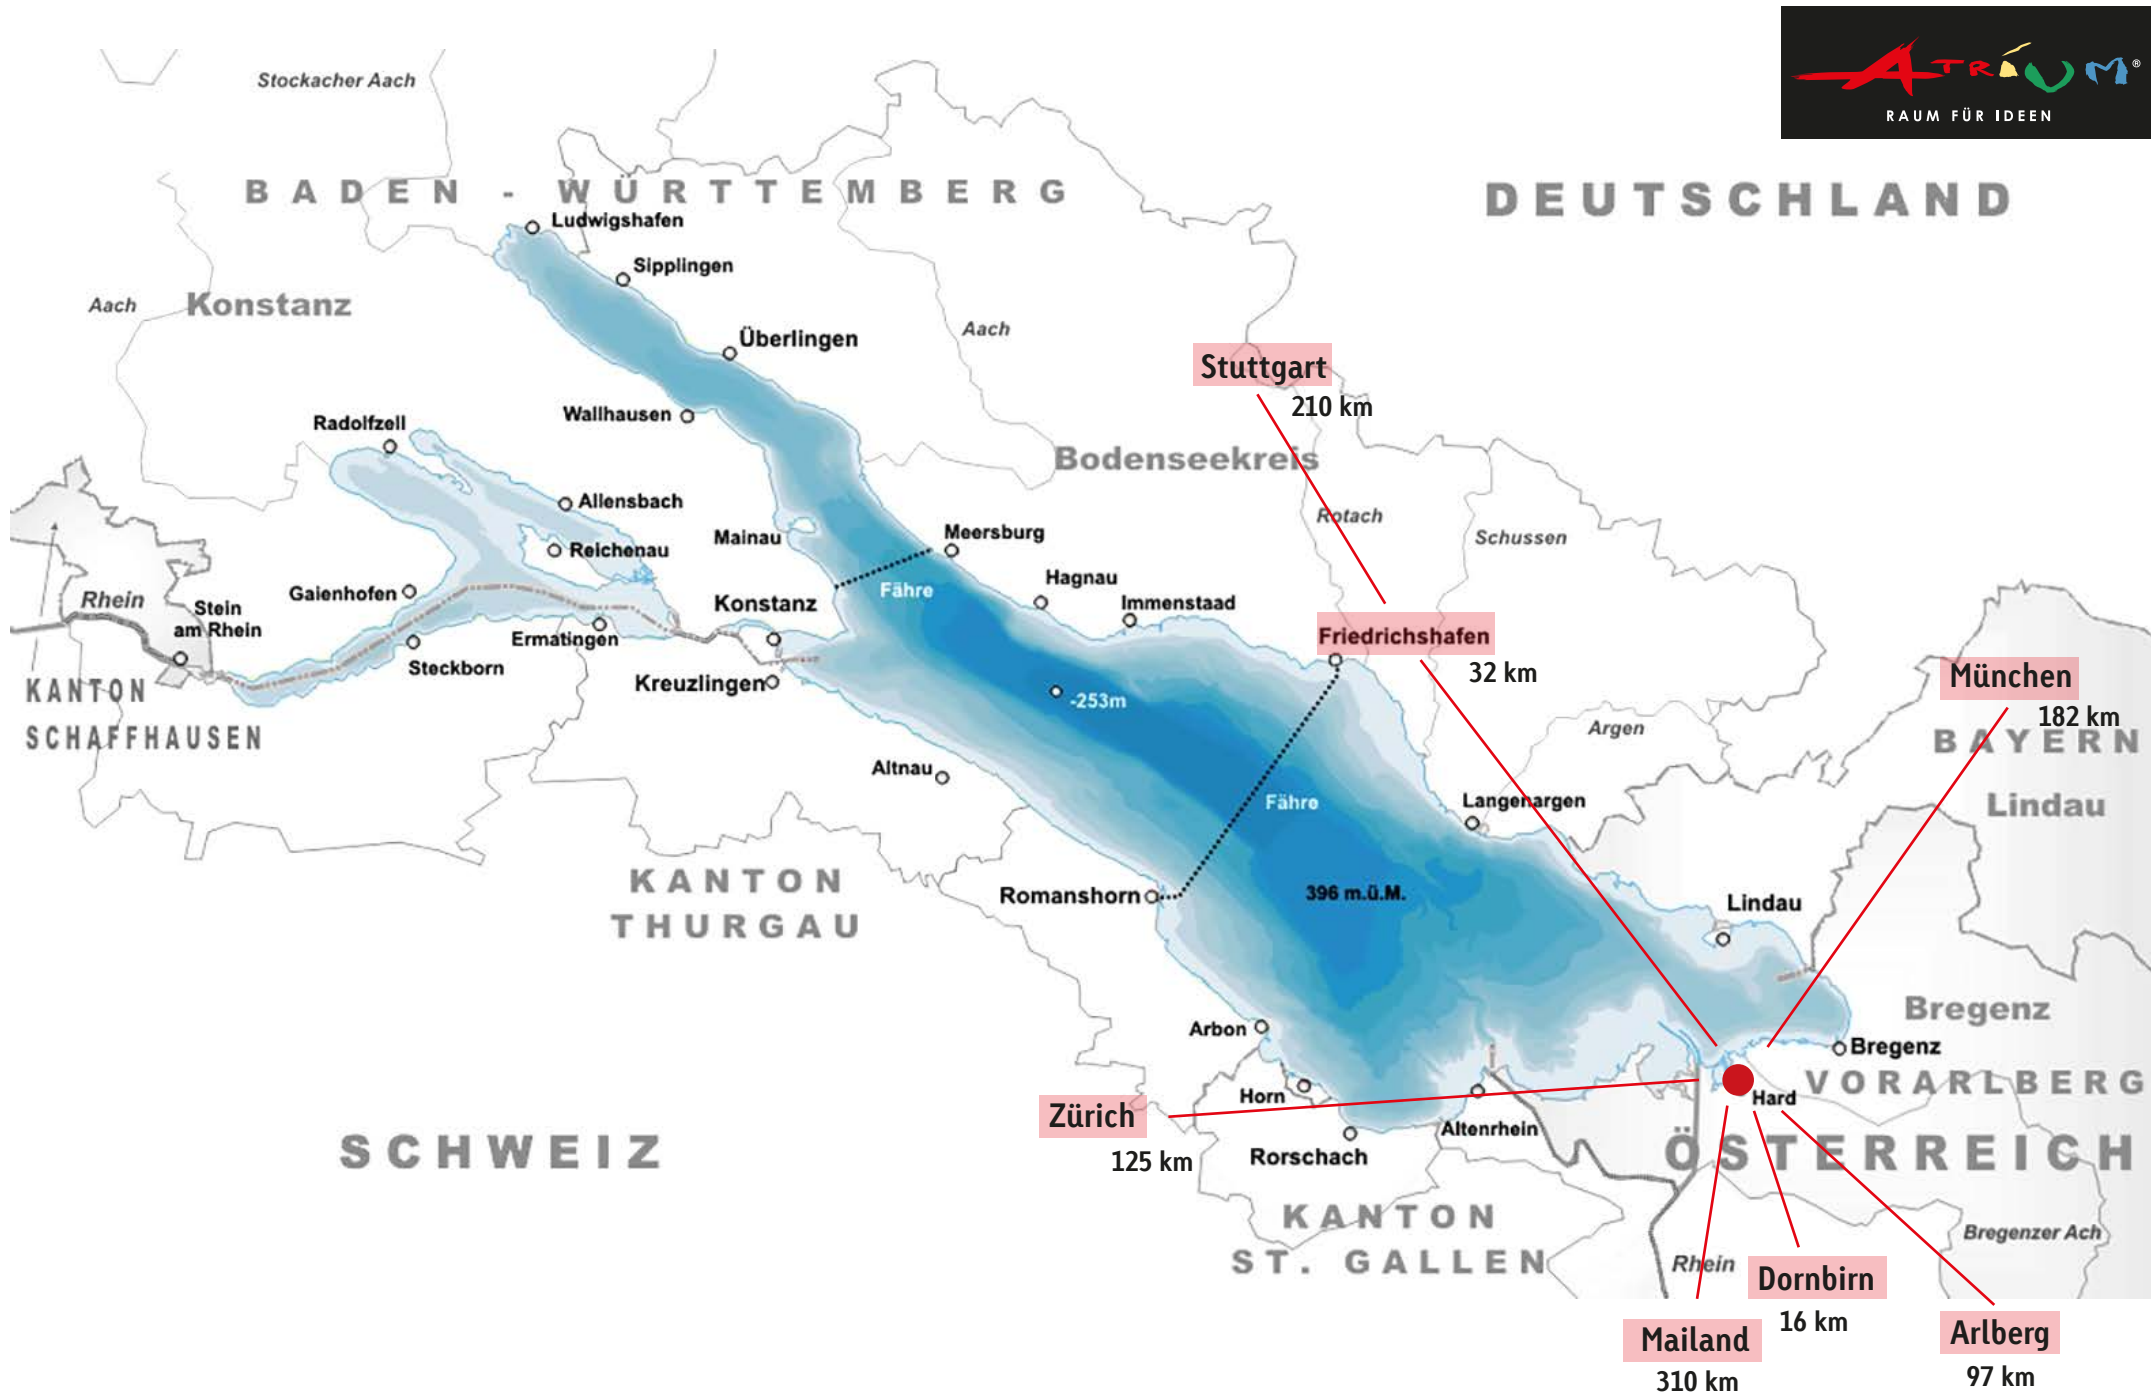 ATRÍUM®
RAUM FÜR IDEEN
Stockacher Aach
BADEN - WÜRTTEMBERG
DEUTSCHLAND
Ludwigshafen
Sipplingen
Aach
Konstanz
Aach
Überlingen
Stuttgart
210 km
Wallhausen
Radolfzell
Bodenseekreis
Allensbach
Rotach
Mainau
Meersburg
Schussen
Reichenau
Hagnau
Gaienhofen
Fähre
Rhein
Stein
am Rhein
Konstanz
Immenstaad
Ermatingen
Friedrichshafen
32 km
Steckborn
Kreuzlingen
München
182 km
KANTON
SCHAFFHAUSEN
-253m
Argen
BAYERN
Altnau
Fähre
Langenargen
Lindau
KANTON
THURGAU
Romanshorn
396 m.ü.M.
Lindau
Bregenz
Arbon
Bregenz
Horn
VORARLBERG
Hard
Zürich
125 km
Altenrhein
SCHWEIZ
Rorschach
ÖSTERREICH
KANTON
ST. GALLEN
Bregenzer Ach
Rhein
Dornbirn
16 km
Mailand
310 km
Arlberg
97 km